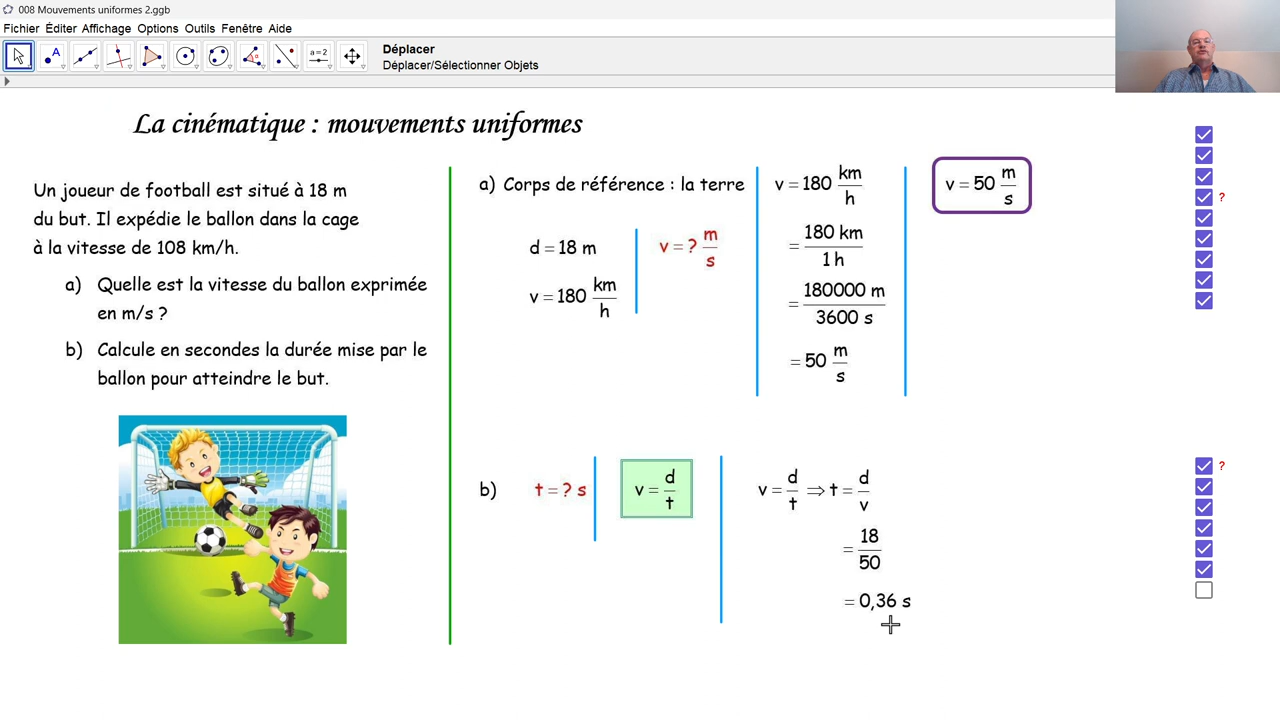 008 Mouvements uniformes 2.ggb
Fichier Éditer Affichage Options Outils Fenêtre Aide
A
a=2
Déplacer
Déplacer/Sélectionner Objets
La cinématique : mouvements uniformes
Un joueur de football est situé à 18 m
du but. Il expédie le ballon dans la cage
à la vitesse de 108 km/h.
a) Quelle est la vitesse du ballon exprimée
en m/s ?
b) Calcule en secondes la durée mise par le
ballon pour atteindre le but.
a) Corps de référence : la terre
d = 18 m
v = 180 km/h
v = ? m/s
v = 180 km/h
= 180 km/1 h
= 180000 m/3600 s
= 50 m/s
v = 50 m/s
?
b)
t = ? s
v = d/t
v = d/t ⇒ t = d/v
= 18/50
= 0,36 s
?